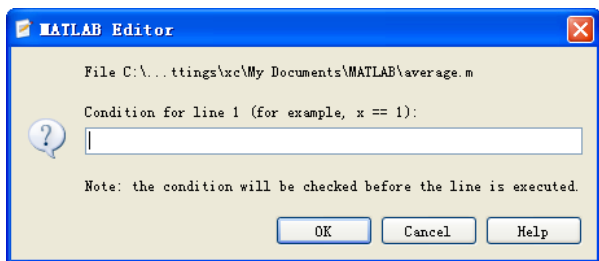 MATLAB Editor
File C:\...ttings\xc\My Documents\MATLAB\average.m
Condition for line 1 (for example, x == 1):
Note: the condition will be checked before the line is executed.
OK Cancel Help